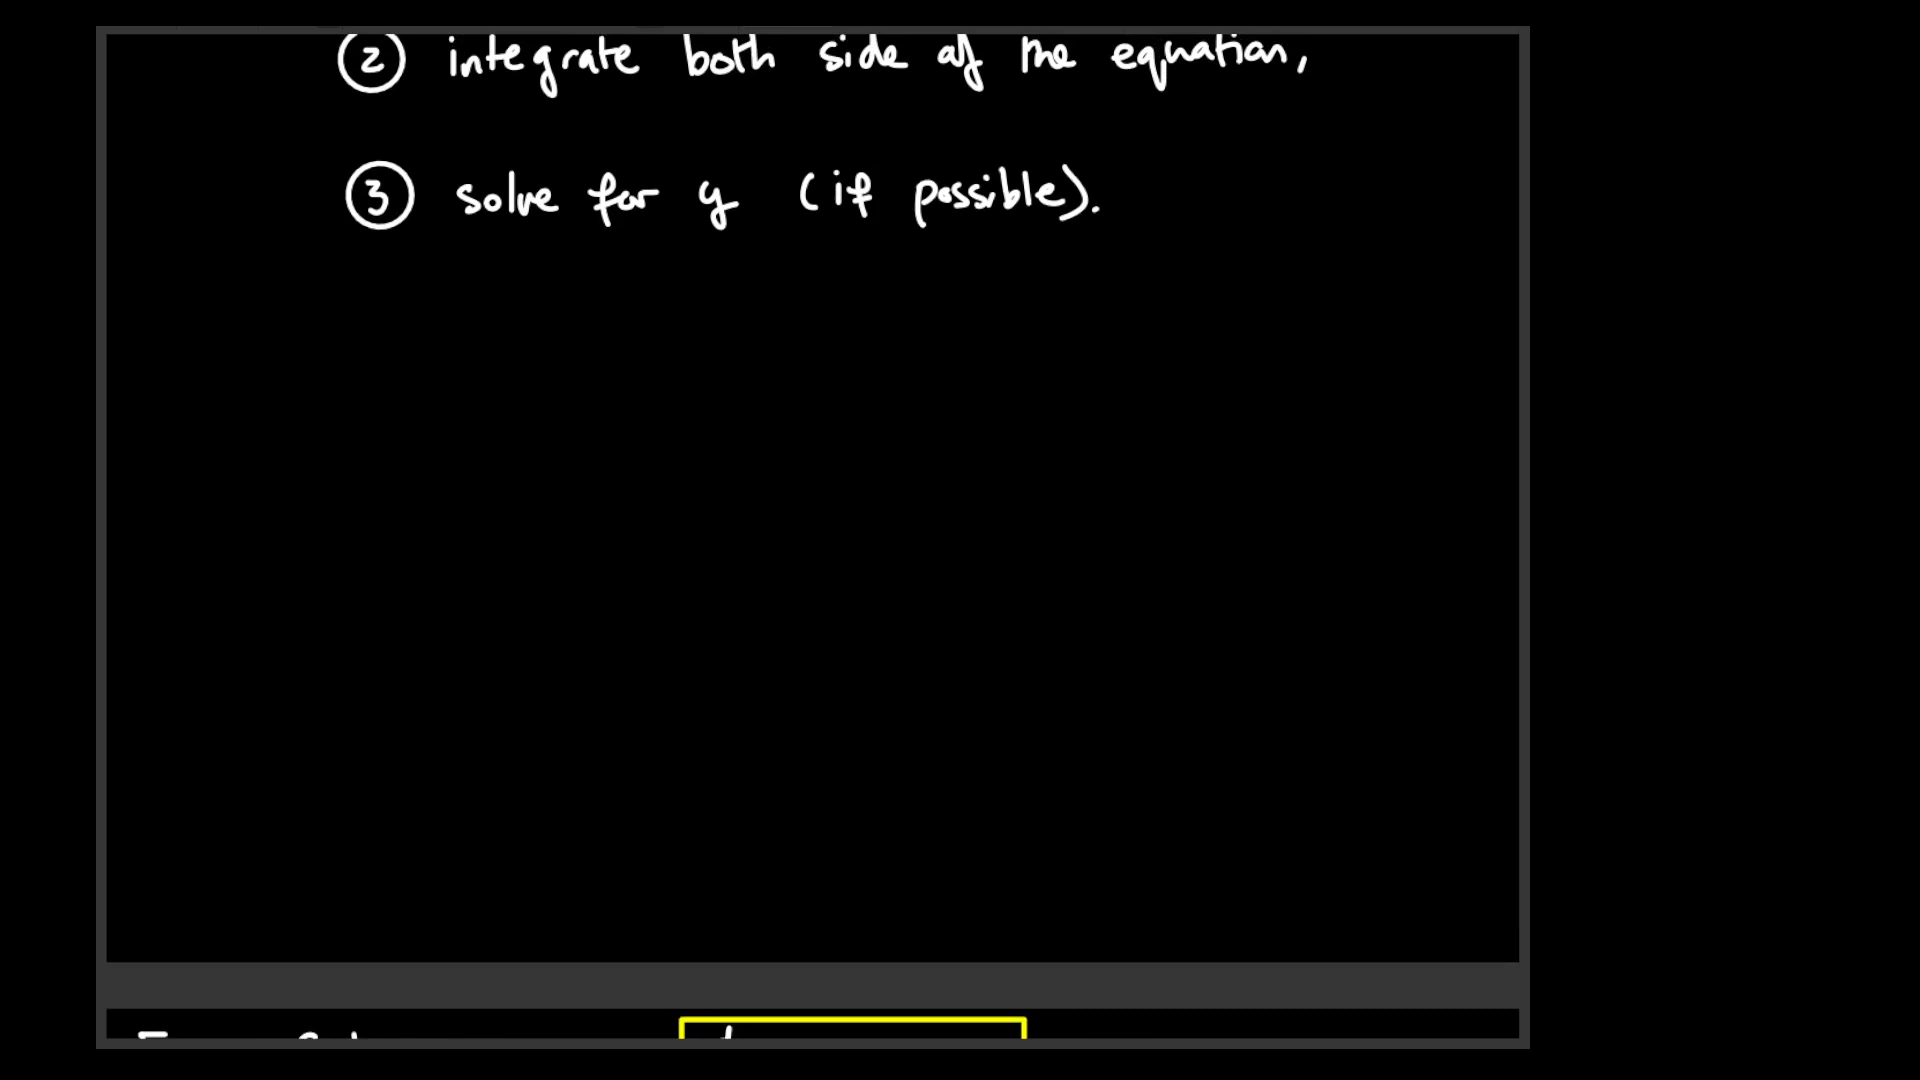 ② integrate both side of the equation,
③ solve for y (if possible).